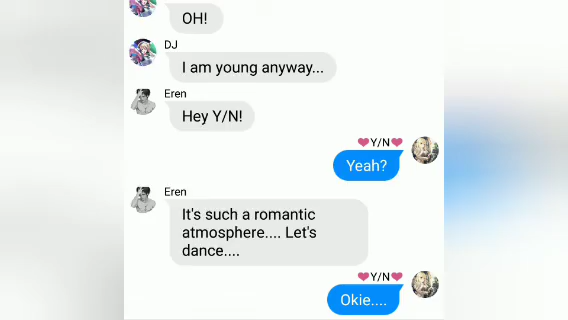 OH!
DJ
I am young anyway...
Eren
Hey Y/N!
❤Y/N❤
Yeah?
Eren
It's such a romantic
atmosphere.... Let's
dance....
❤Y/N❤
Okie....